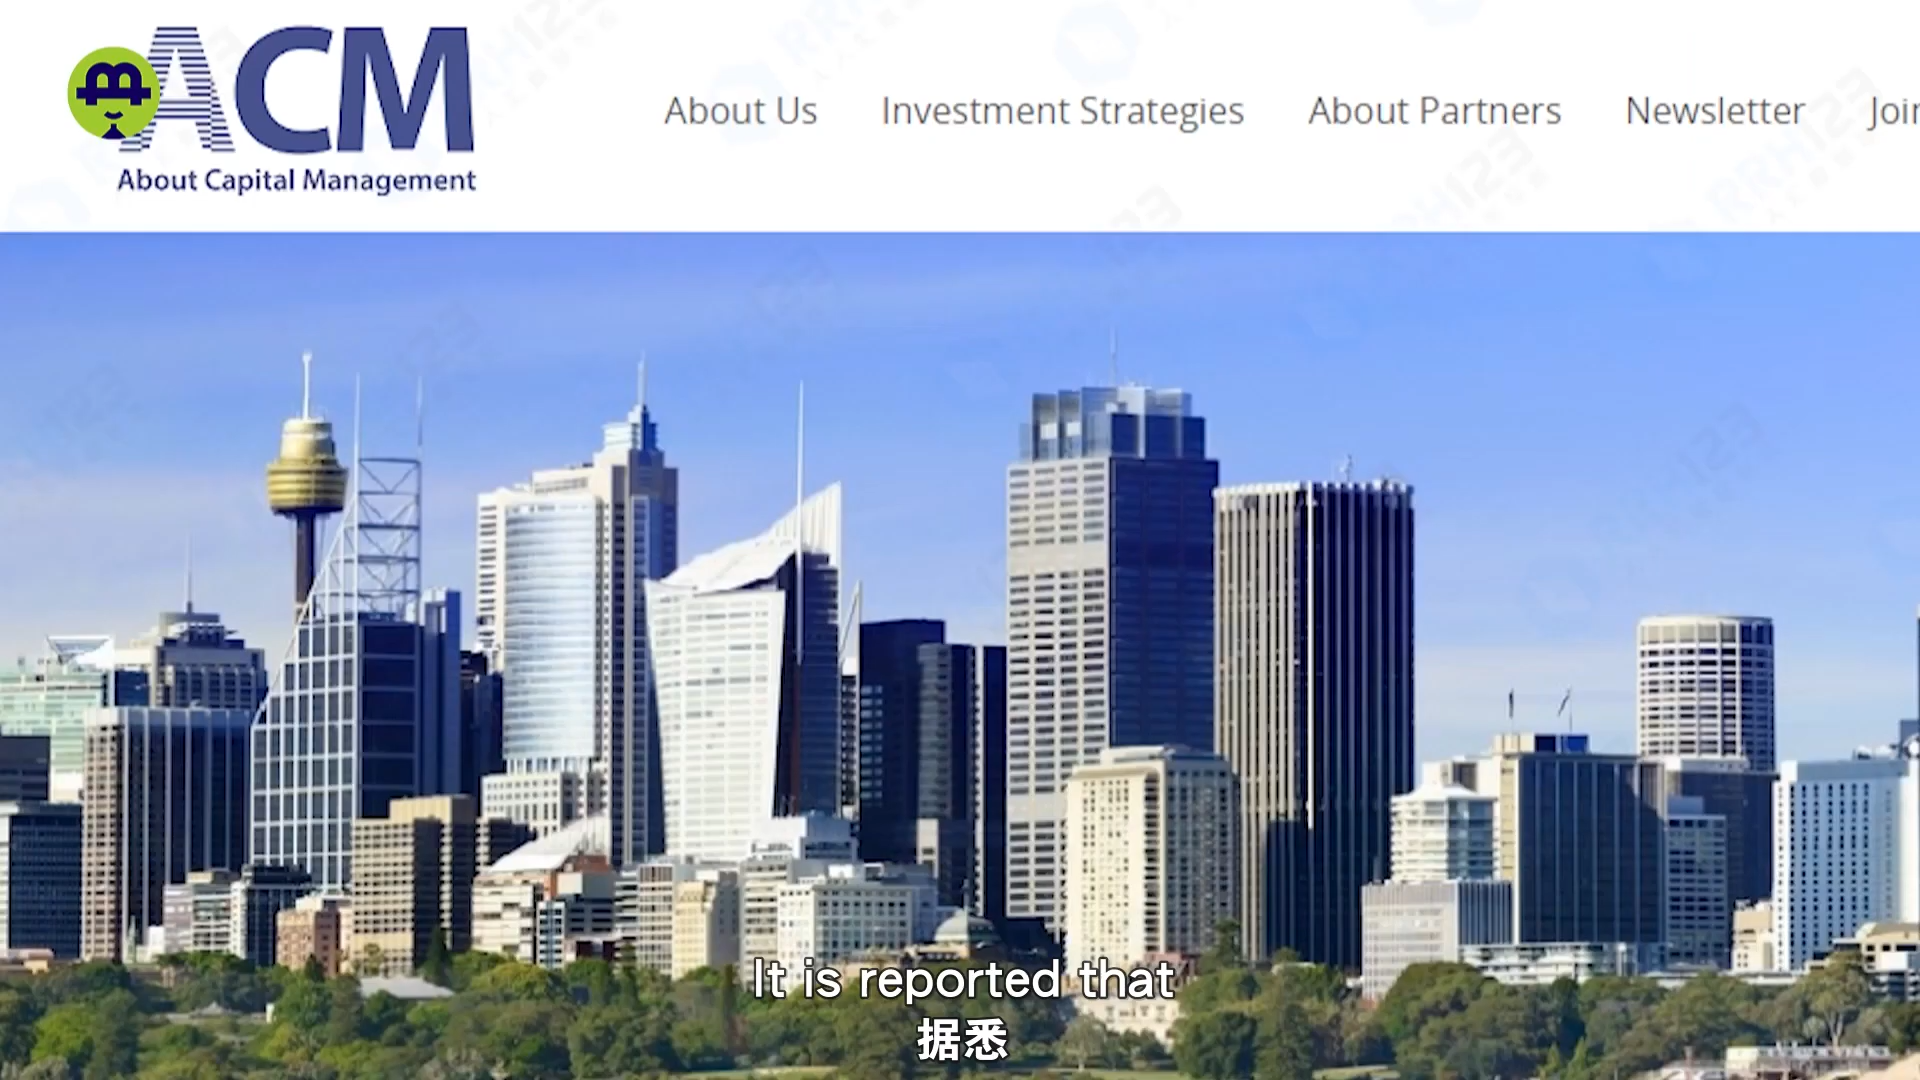 ACM
About Capital Management
About Us
Investment Strategies
About Partners
Newsletter
It is reported that
据悉